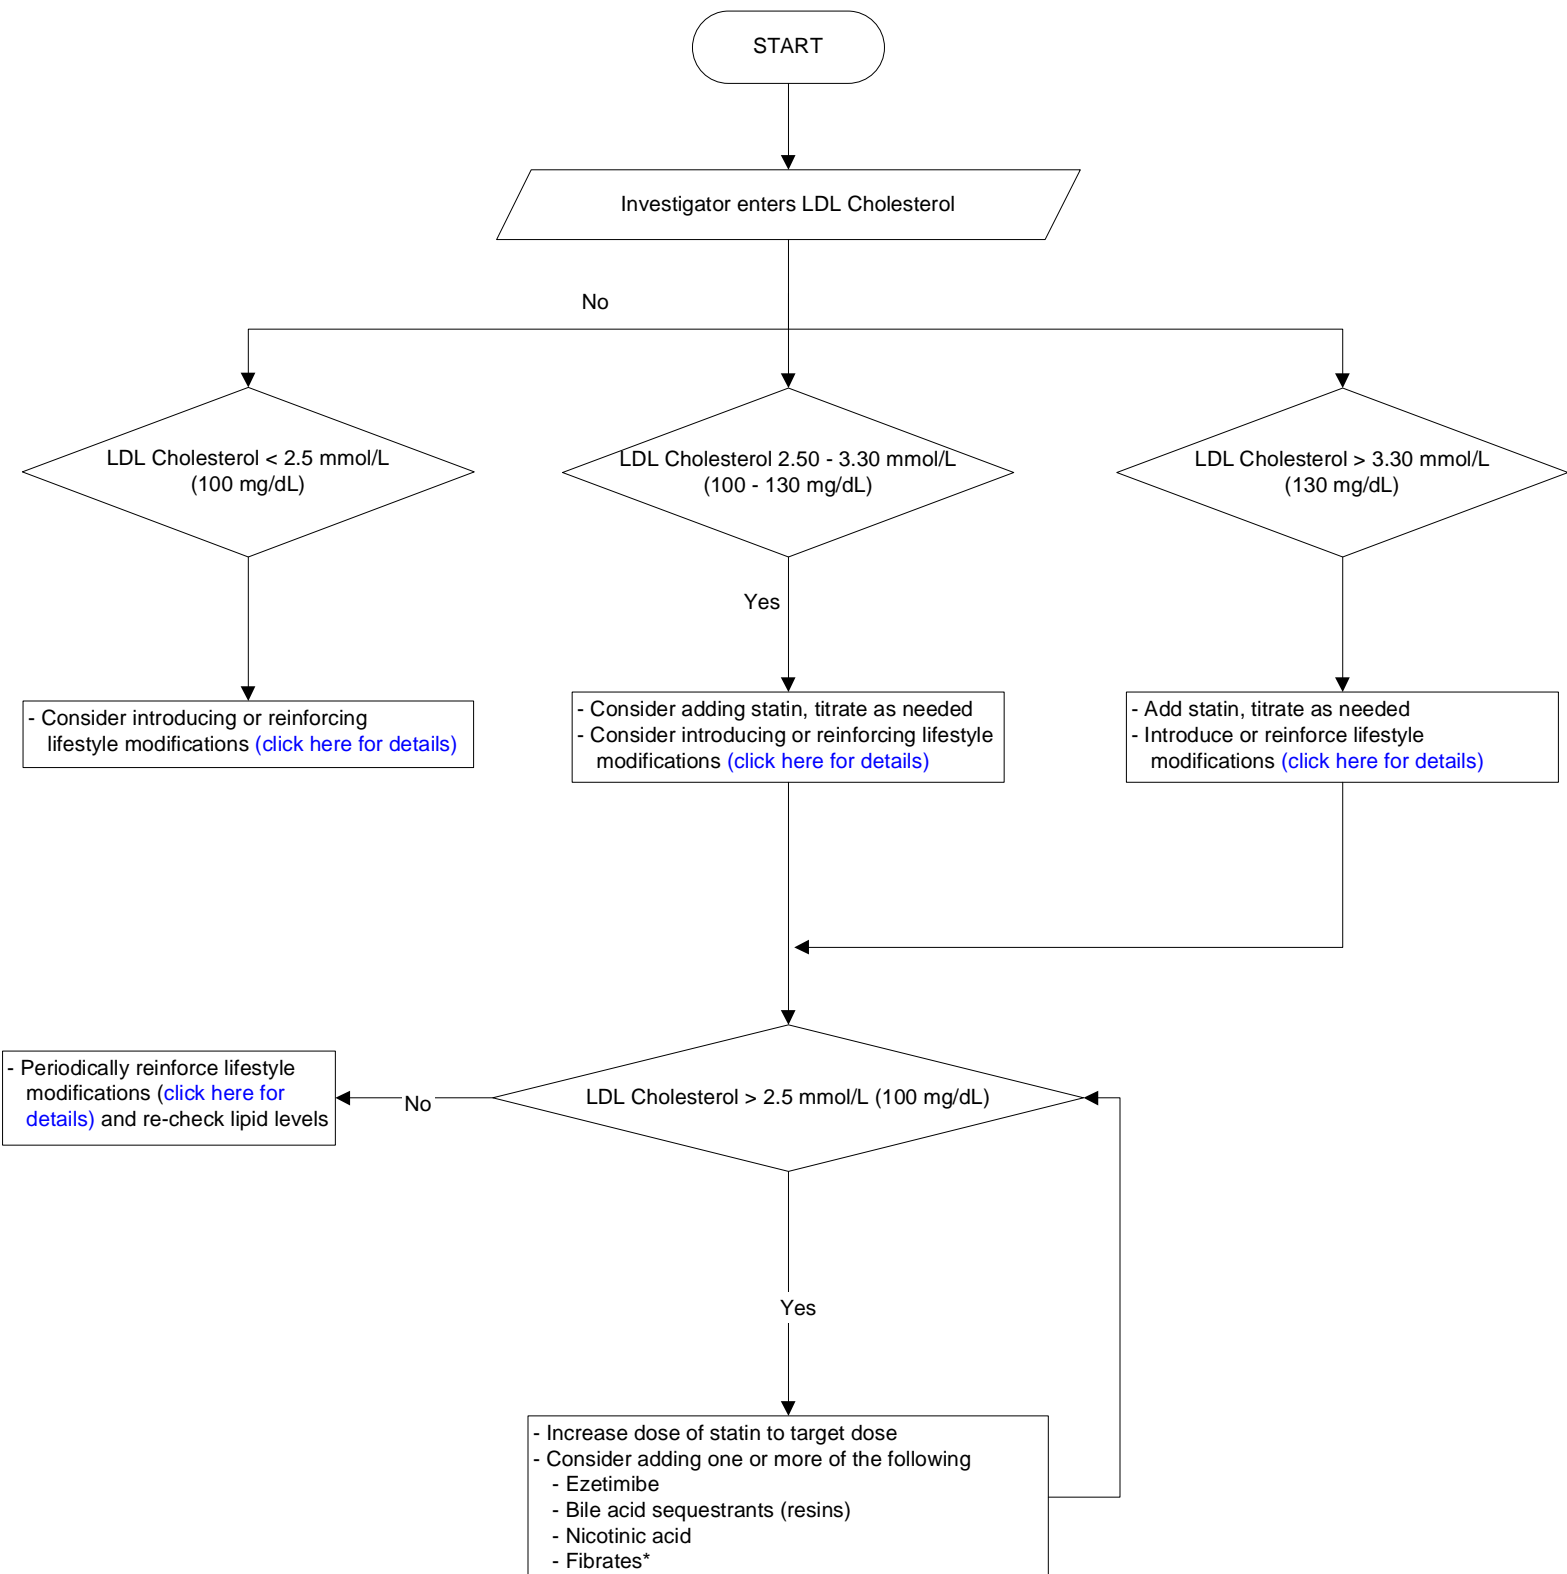 START
Investigator enters LDL Cholesterol
No
LDL Cholesterol < 2.5 mmol/L
(100 mg/dL)
LDL Cholesterol 2.50 - 3.30 mmol/L
(100 - 130 mg/dL)
LDL Cholesterol > 3.30 mmol/L
(130 mg/dL)
Yes
- Consider introducing or reinforcing
lifestyle modifications (click here for details)
- Consider adding statin, titrate as needed
- Consider introducing or reinforcing lifestyle
modifications (click here for details)
- Add statin, titrate as needed
- Introduce or reinforce lifestyle
modifications (click here for details)
- Periodically reinforce lifestyle
modifications (click here for
details) and re-check lipid levels
No
LDL Cholesterol > 2.5 mmol/L (100 mg/dL)
Yes
- Increase dose of statin to target dose
- Consider adding one or more of the following
- Ezetimibe
- Bile acid sequestrants (resins)
- Nicotinic acid
- Fibrates*